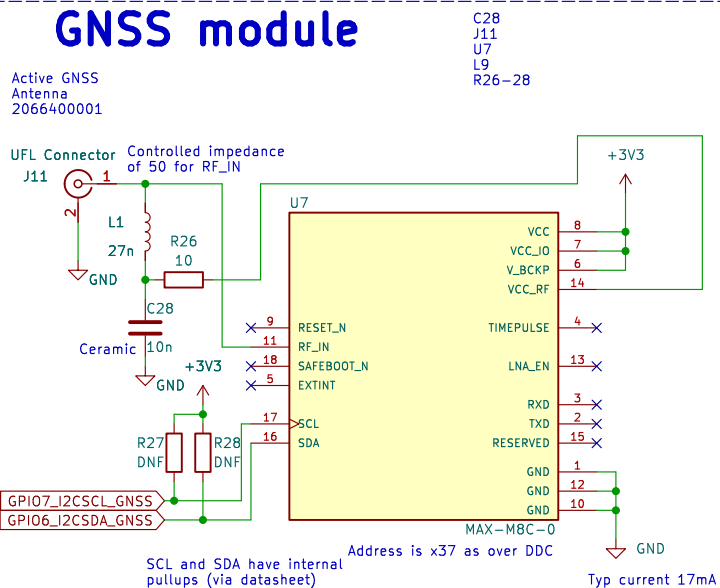 GNSS module
C28
J11
U7
L9
R26-28
Active GNSS
Antenna
2066400001
UFL Connector
J11
1
2
GND
Controlled impedance
of 50 for RF_IN
L1
27n
R26
10
C28
10n
Ceramic
GND
+3V3
R27
DNF
R28
DNF
GPIO7_I2CSCL_GNSS
GPIO6_I2CSDA_GNSS
U7
9 RESET_N
11 RF_IN
18 SAFEBOOT_N
5 EXTINT
17 SCL
16 SDA
+3V3
VCC 8
VCC_IO 7
V_BCKP 6
VCC_RF 14
TIMEPULSE 4
LNA_EN 13
RXD 3
TXD 2
RESERVED 15
GND 1
GND 12
GND 10
MAX-M8C-0
GND
Address is x37 as over DDC
SCL and SDA have internal
pullups (via datasheet)
Typ current 17mA